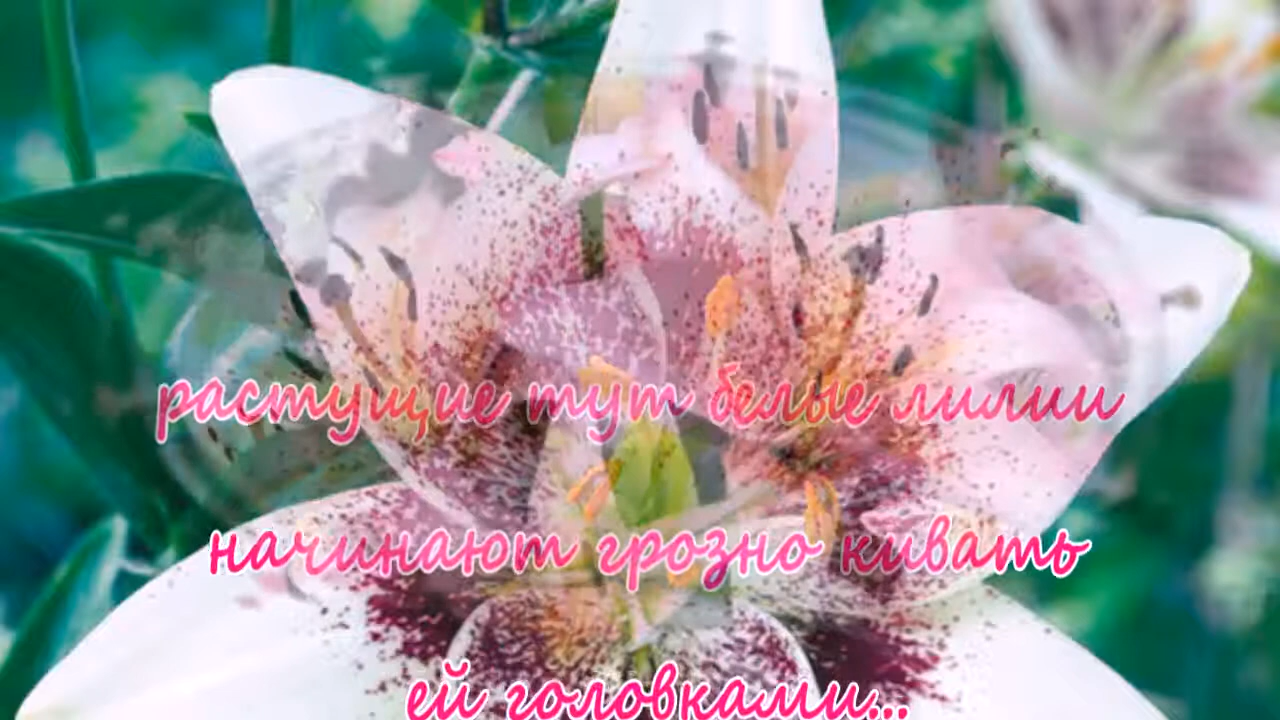 растущие тут белые лилии
начинают грозно кивать
ей головками...